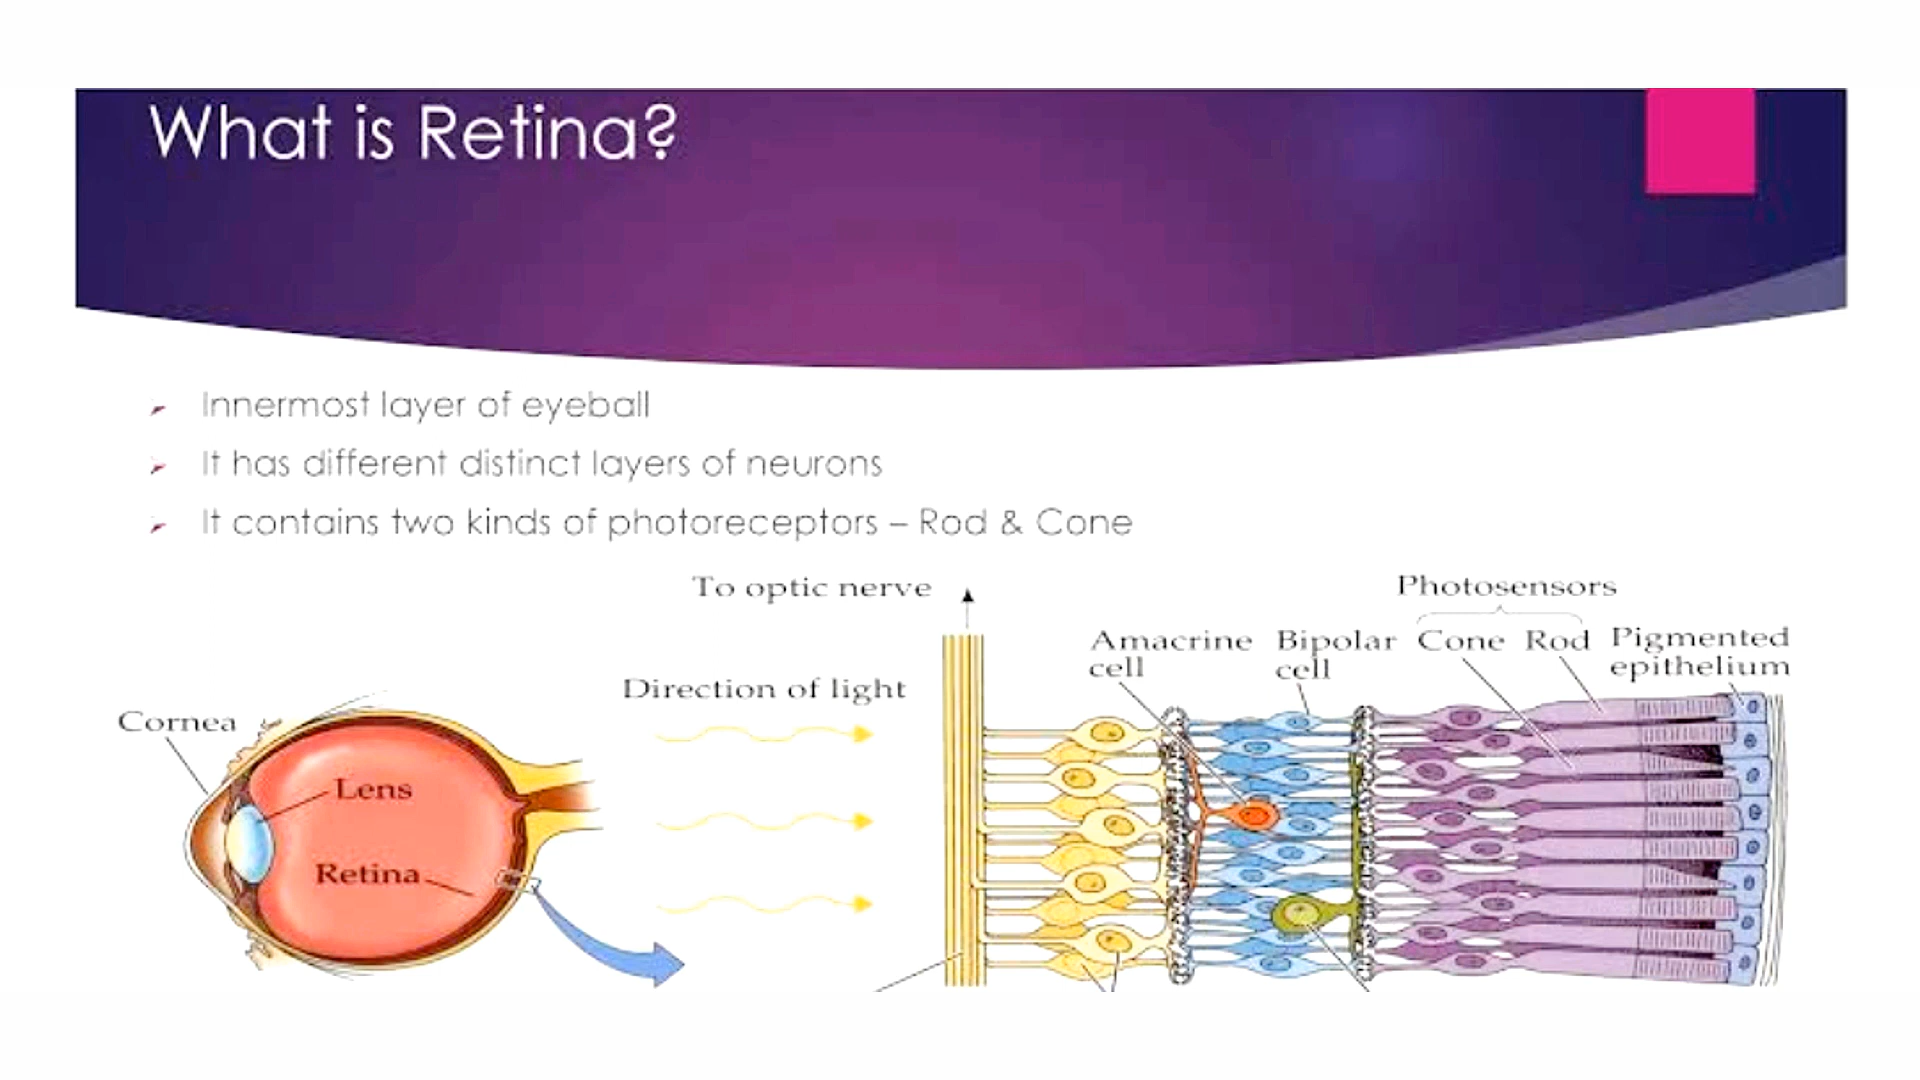 What is Retina?
Innermost layer of eyeball
It has different distinct layers of neurons
It contains two kinds of photoreceptors – Rod & Cone
To optic nerve
Photosensors
Amacrine cell
Bipolar cell
Cone
Rod
Pigmented epithelium
Direction of light
Cornea
Lens
Retina